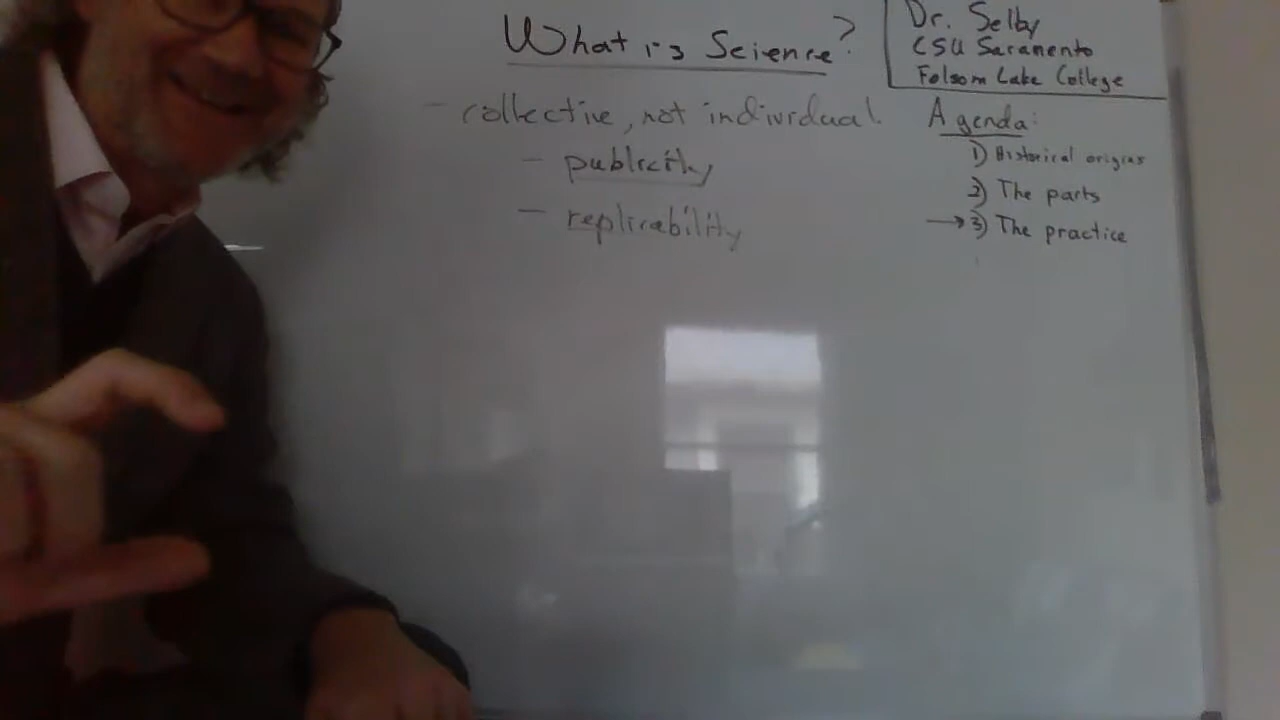 What is Science?
- collective, not individual.
- publicity
- replicability
Dr. Selby
CSU Saramento
Folsom Lake College
Agenda:
1) Historical origins
2) The parts
→ 3) The practice